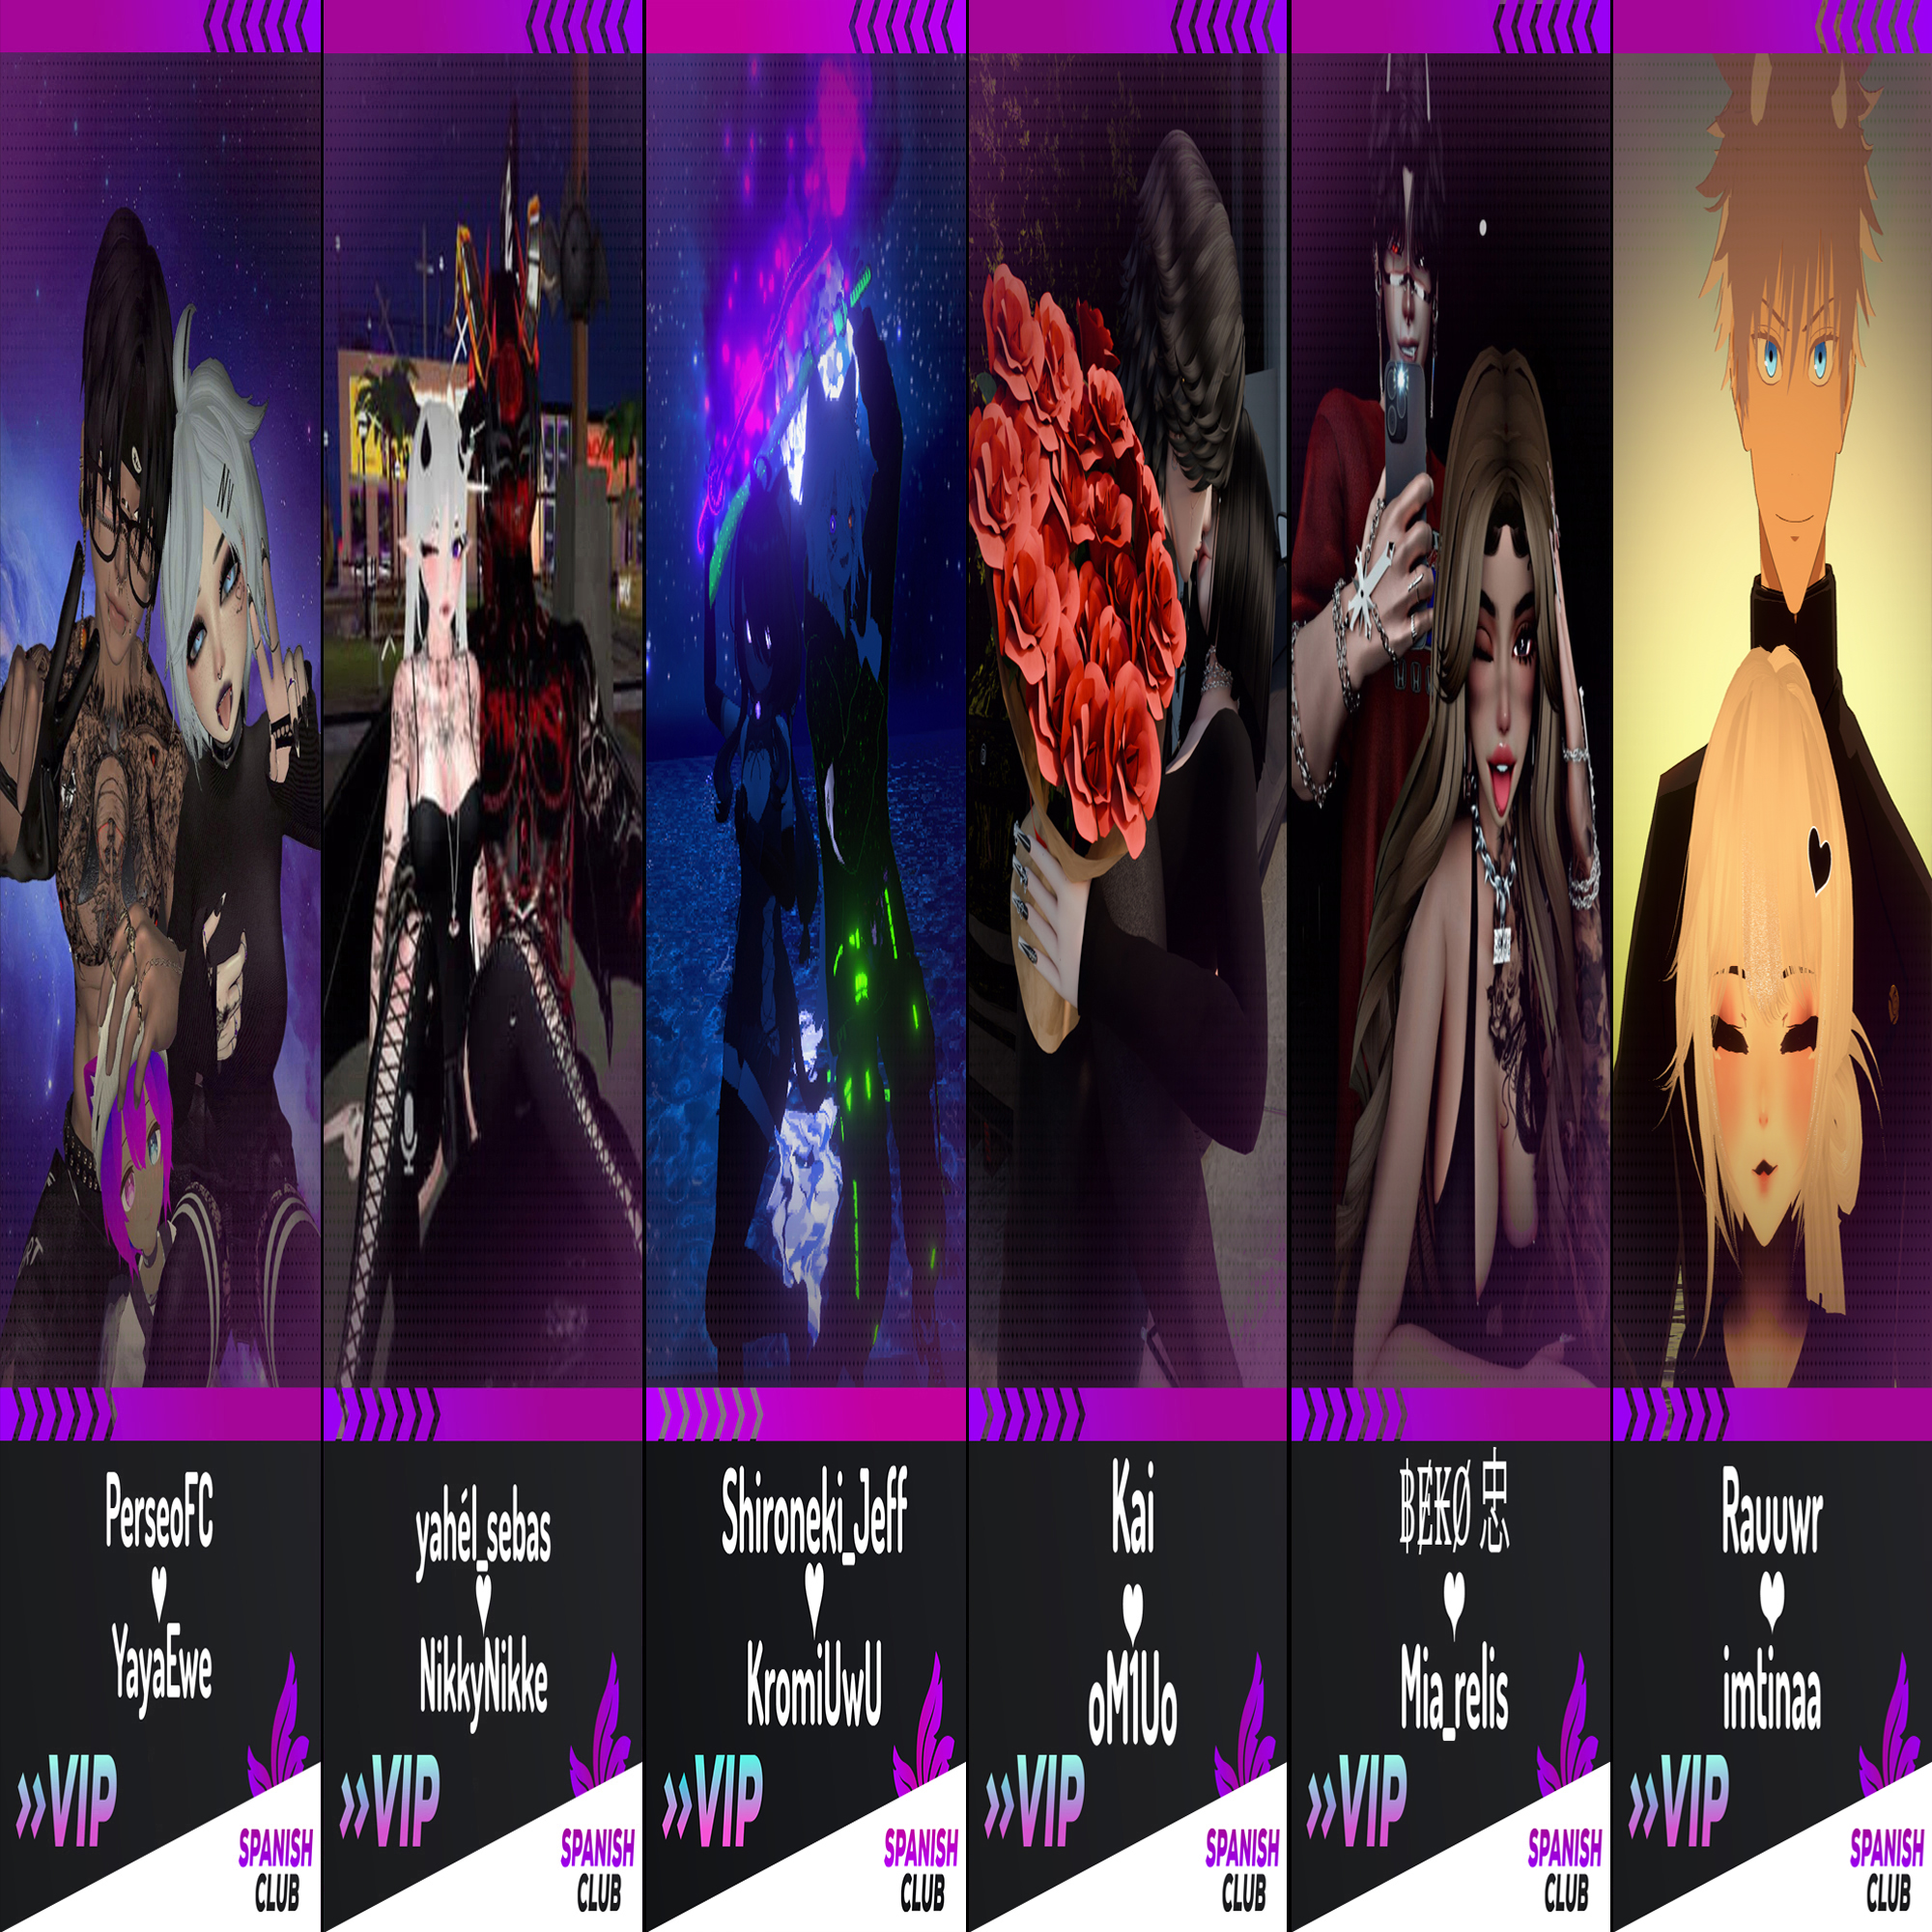 PerseoFC
♥
YayaEwe
»VIP
SPANISH
CLUB
yahél_sebas
♥
NikkyNikke
»VIP
SPANISH
CLUB
Shironeki_Jeff
♥
KromiUwU
»VIP
SPANISH
CLUB
Kai
♥
oM1Uo
»VIP
SPANISH
CLUB
฿ɆKØ 忠
♥
Mia_relis
»VIP
SPANISH
CLUB
Rauuwr
♥
imtinaa
»VIP
SPANISH
CLUB